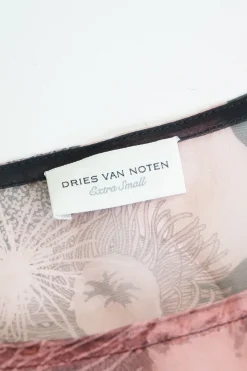 DRIES VAN NOTEN
Extra Small